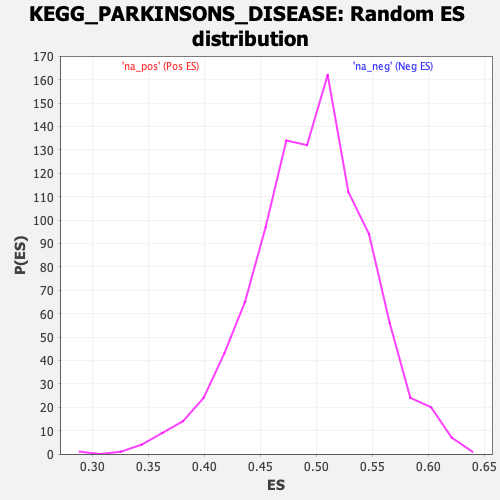 KEGG_PARKINSONS_DISEASE: Random ES
distribution
'na_pos' (Pos ES)
'na_neg' (Neg ES)
P(ES)
170
160
150
140
130
120
110
100
90
80
70
60
50
40
30
20
10
0
0.30 0.35 0.40 0.45 0.50 0.55 0.60 0.65
ES